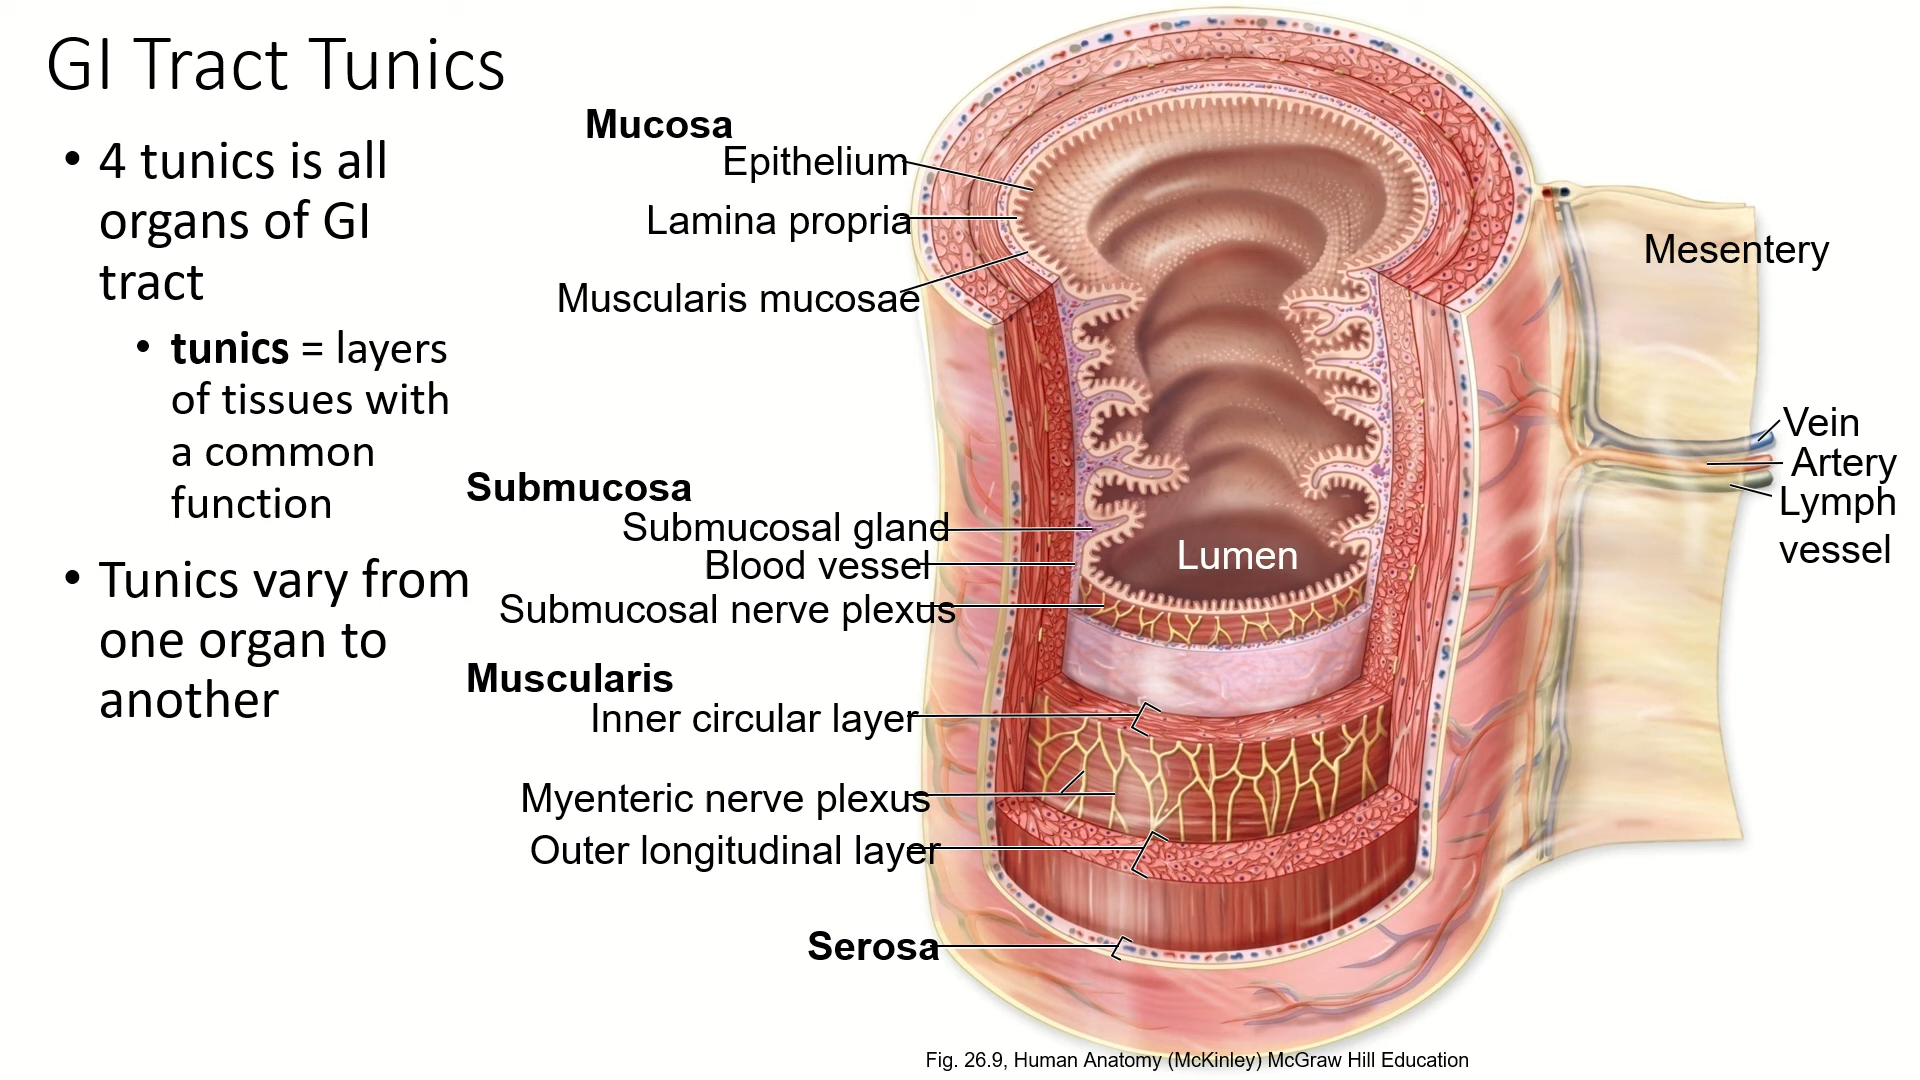 GI Tract Tunics
• 4 tunics is all
organs of GI
tract
• tunics = layers
of tissues with
a common
function
• Tunics vary from
one organ to
another
Mucosa
Epithelium
Lamina propria
Muscularis mucosae
Submucosa
Submucosal gland
Blood vessel
Submucosal nerve plexus
Muscularis
Inner circular layer
Myenteric nerve plexus
Outer longitudinal layer
Serosa
Lumen
Mesentery
Vein
Artery
Lymph
vessel
Fig. 26.9, Human Anatomy (McKinley) McGraw Hill Education